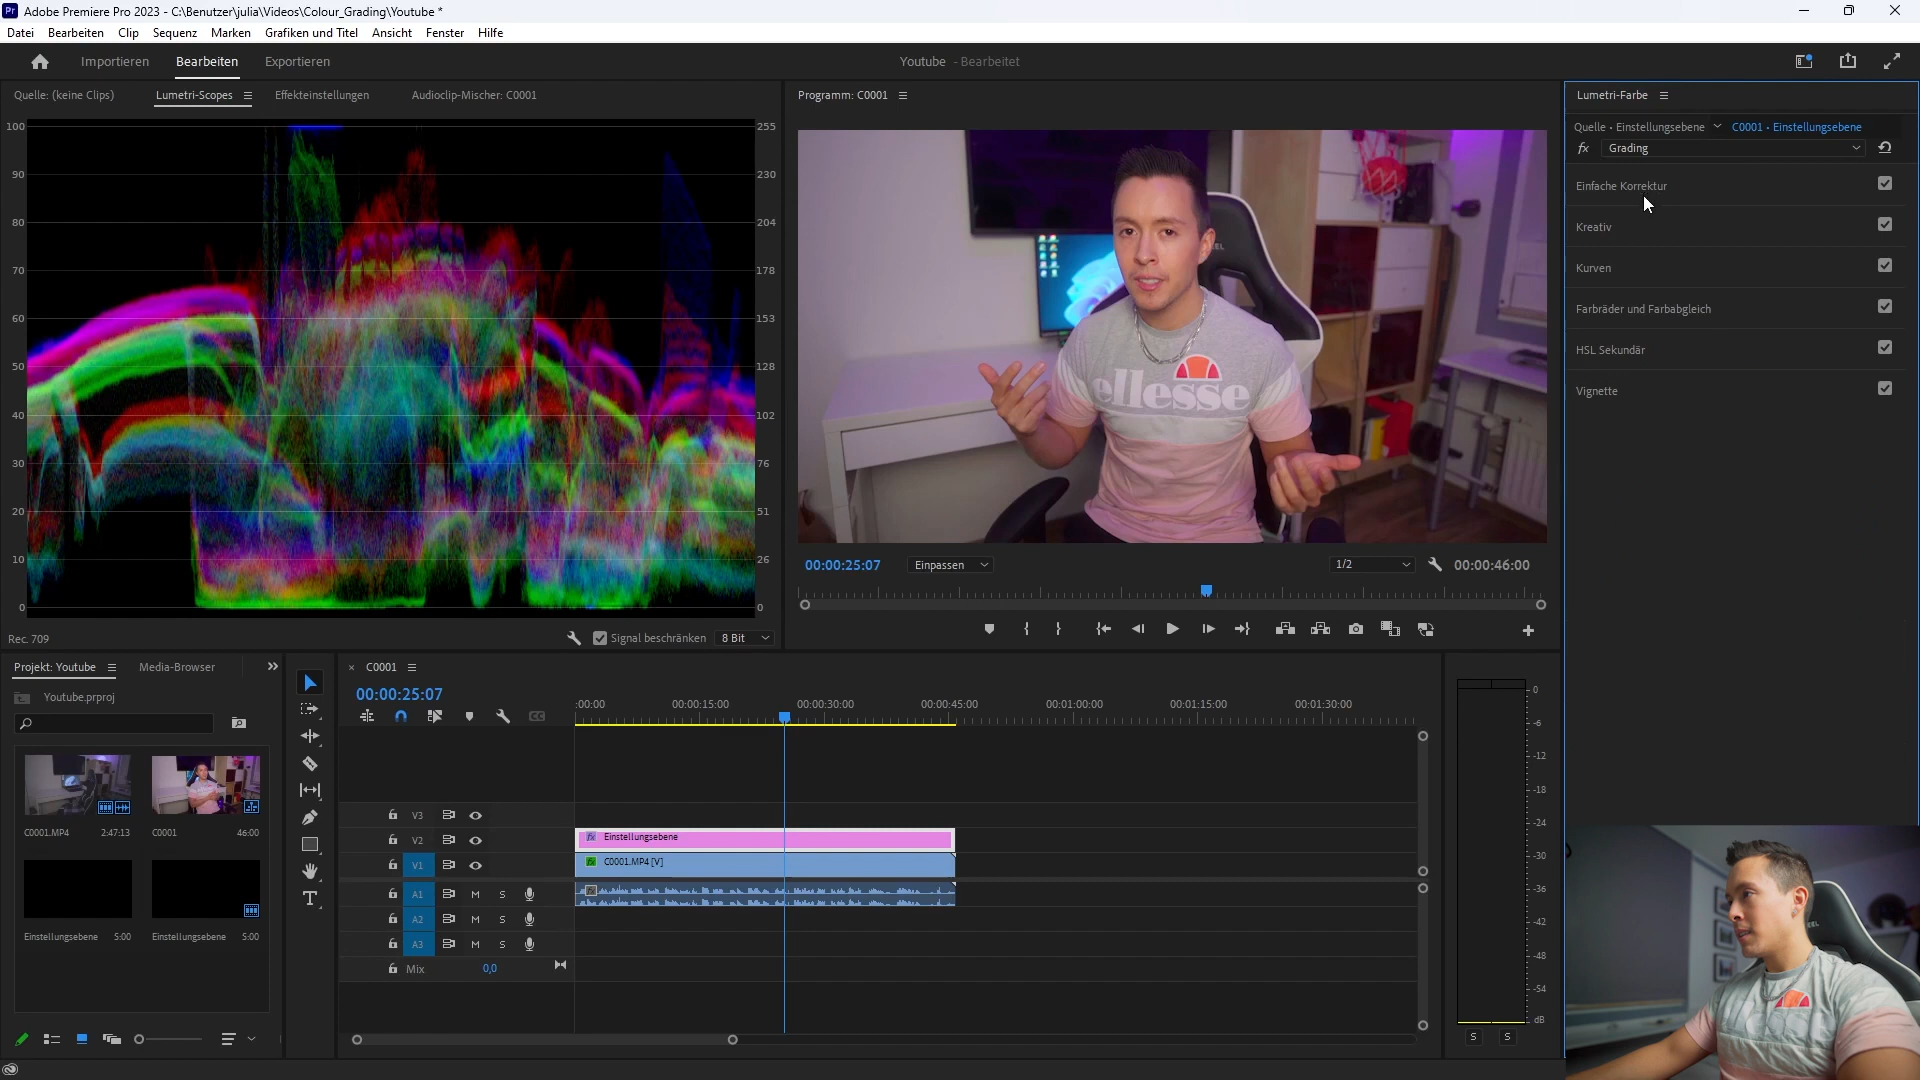 Adobe Premiere Pro 2023 - C:\Benutzer\julia\Videos\Colour_Grading\Youtube *
Datei Bearbeiten Clip Sequenz Marken Grafiken und Titel Ansicht Fenster Hilfe
Importieren Bearbeiten Exportieren
Youtube - Bearbeitet
Quelle: (keine Clips) Lumetri-Scopes Effekteinstellungen Audioclip-Mischer: C0001
100 255
90 230
80 204
70 178
60 153
50 128
40 102
30 76
20 51
10 26
0 0
Rec. 709
Signal beschränken 8 Bit
Programm: C0001
ellesse
00:00:25:07 Einpassen 1/2 00:00:46:00
Lumetri-Farbe
Quelle • Einstellungsebene C0001 • Einstellungsebene
fx Grading
Einfache Korrektur
Kreativ
Kurven
Farbräder und Farbabgleich
HSL Sekundär
Vignette
Projekt: Youtube Media-Browser
Youtube.prproj
C0001.MP4 2:47:13
C0001 46:00
Einstellungsebene 5:00
Einstellungsebene 5:00
C0001
00:00:25:07
:00:00 00:00:15:00 00:00:30:00 00:00:45:00 00:01:00:00 00:01:15:00 00:01:30:00
V3
V2 fx Einstellungsebene
V1 fx C0001.MP4 [V]
A1 M S
A2 M S
A3 M S
Mix 0,0
0
-6
-12
-18
-24
-30
-36
-42
-48
-54
dB
S S